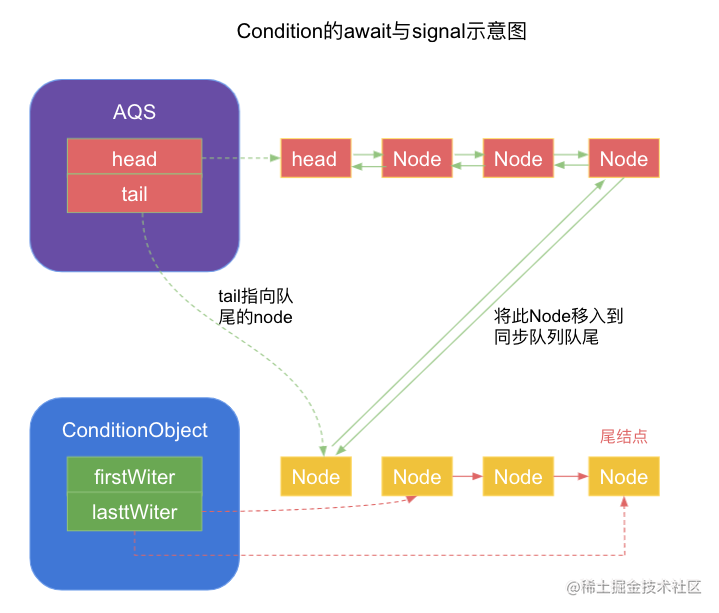 Condition的await与signal示意图
AQS
head
tail
head
Node
Node
Node
tail指向队
尾的node
将此Node移入到
同步队列队尾
ConditionObject
firstWiter
lasttWiter
尾结点
Node
Node
Node
Node
@稀土掘金技术社区